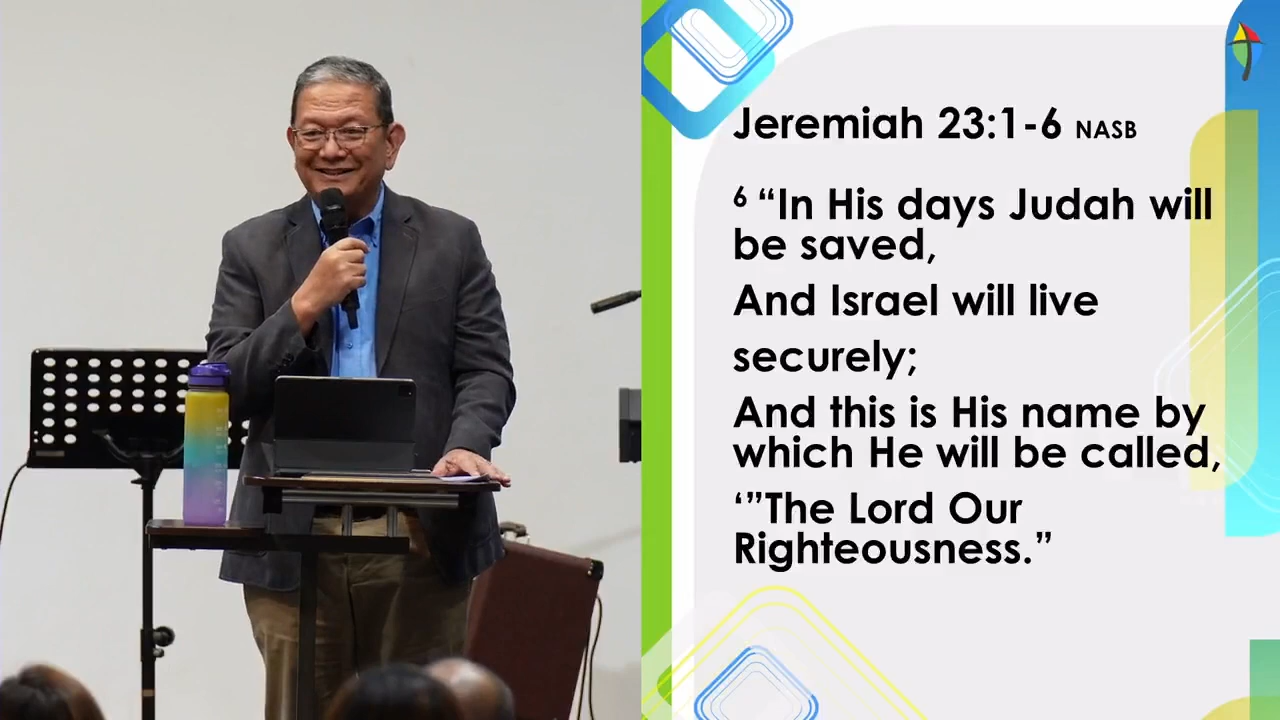 Jeremiah 23:1-6 NASB
6 “In His days Judah will
be saved,
And Israel will live
securely;
And this is His name by
which He will be called,
‘”The Lord Our
Righteousness.”